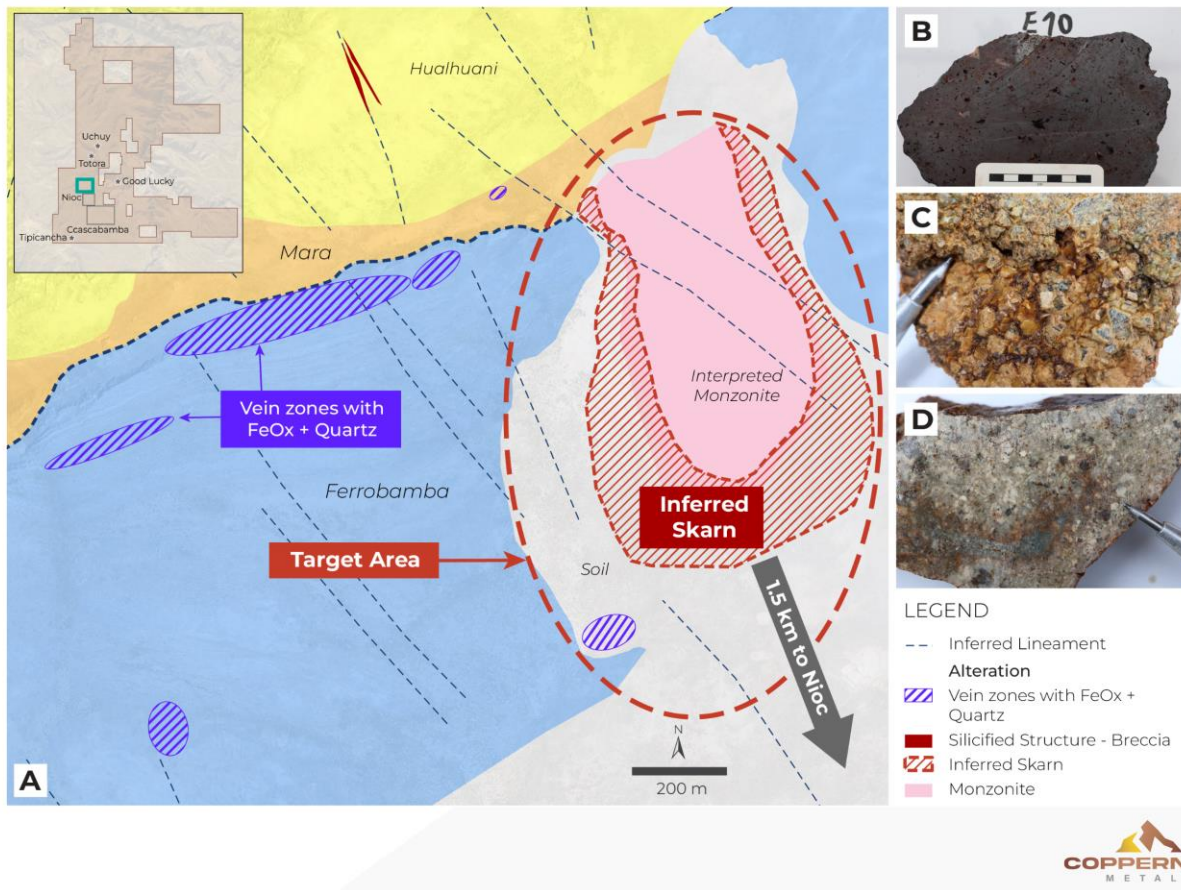 Uchuy
Totora
Good Lucky
Nioc
Ccascabamba
Tipicancha
Hualhuani
Mara
Vein zones with
FeOx + Quartz
Ferrobamba
Interpreted
Monzonite
Inferred
Skarn
Target Area
Soil
1.5 km to Nioc
N
200 m
A
E10
B
C
D
LEGEND
Inferred Lineament
Alteration
Vein zones with FeOx +
Quartz
Silicified Structure - Breccia
Inferred Skarn
Monzonite
COPPERN
METAL